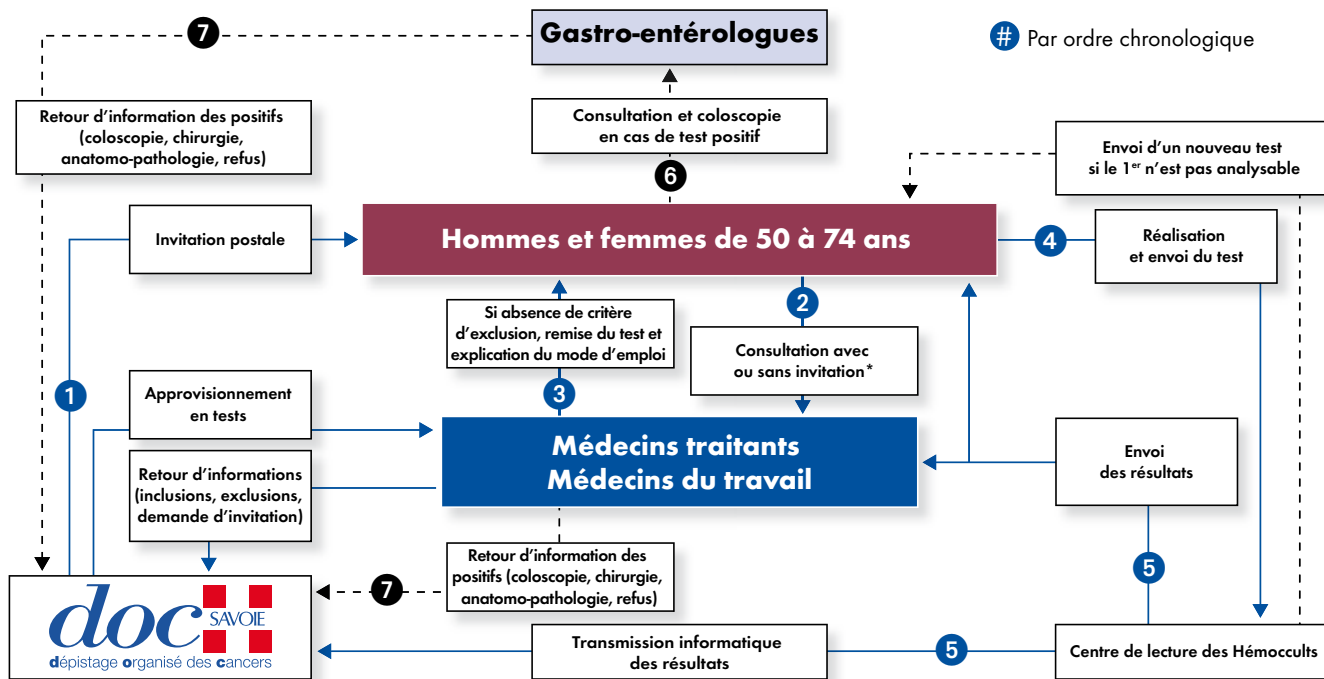 7
Gastro-entérologues
# Par ordre chronologique
Retour d’information des positifs
(coloscopie, chirurgie,
anatomo-pathologie, refus)
Consultation et coloscopie
en cas de test positif
Envoi d’un nouveau test
si le 1er n’est pas analysable
6
Invitation postale
Hommes et femmes de 50 à 74 ans
4
Réalisation
et envoi du test
2
Si absence de critère
d’exclusion, remise du test et
explication du mode d’emploi
Consultation avec
ou sans invitation*
1
3
Approvisionnement
en tests
Médecins traitants
Médecins du travail
Envoi
des résultats
Retour d’informations
(inclusions, exclusions,
demande d’invitation)
Retour d’information des
positifs (coloscopie, chirurgie,
anatomo-pathologie, refus)
7
5
doc
SAVOIE
dépistage organisé des cancers
Transmission informatique
des résultats
5
Centre de lecture des Hémoccults